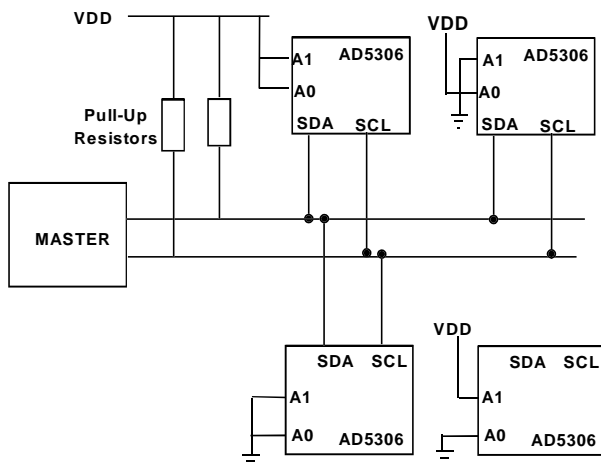 VDD
A1 AD5306
A0
SDA SCL
VDD
A1 AD5306
A0
SDA SCL
Pull-Up
Resistors
MASTER
SDA SCL
A1
A0
AD5306
VDD
SDA SCL
A1
A0
AD5306